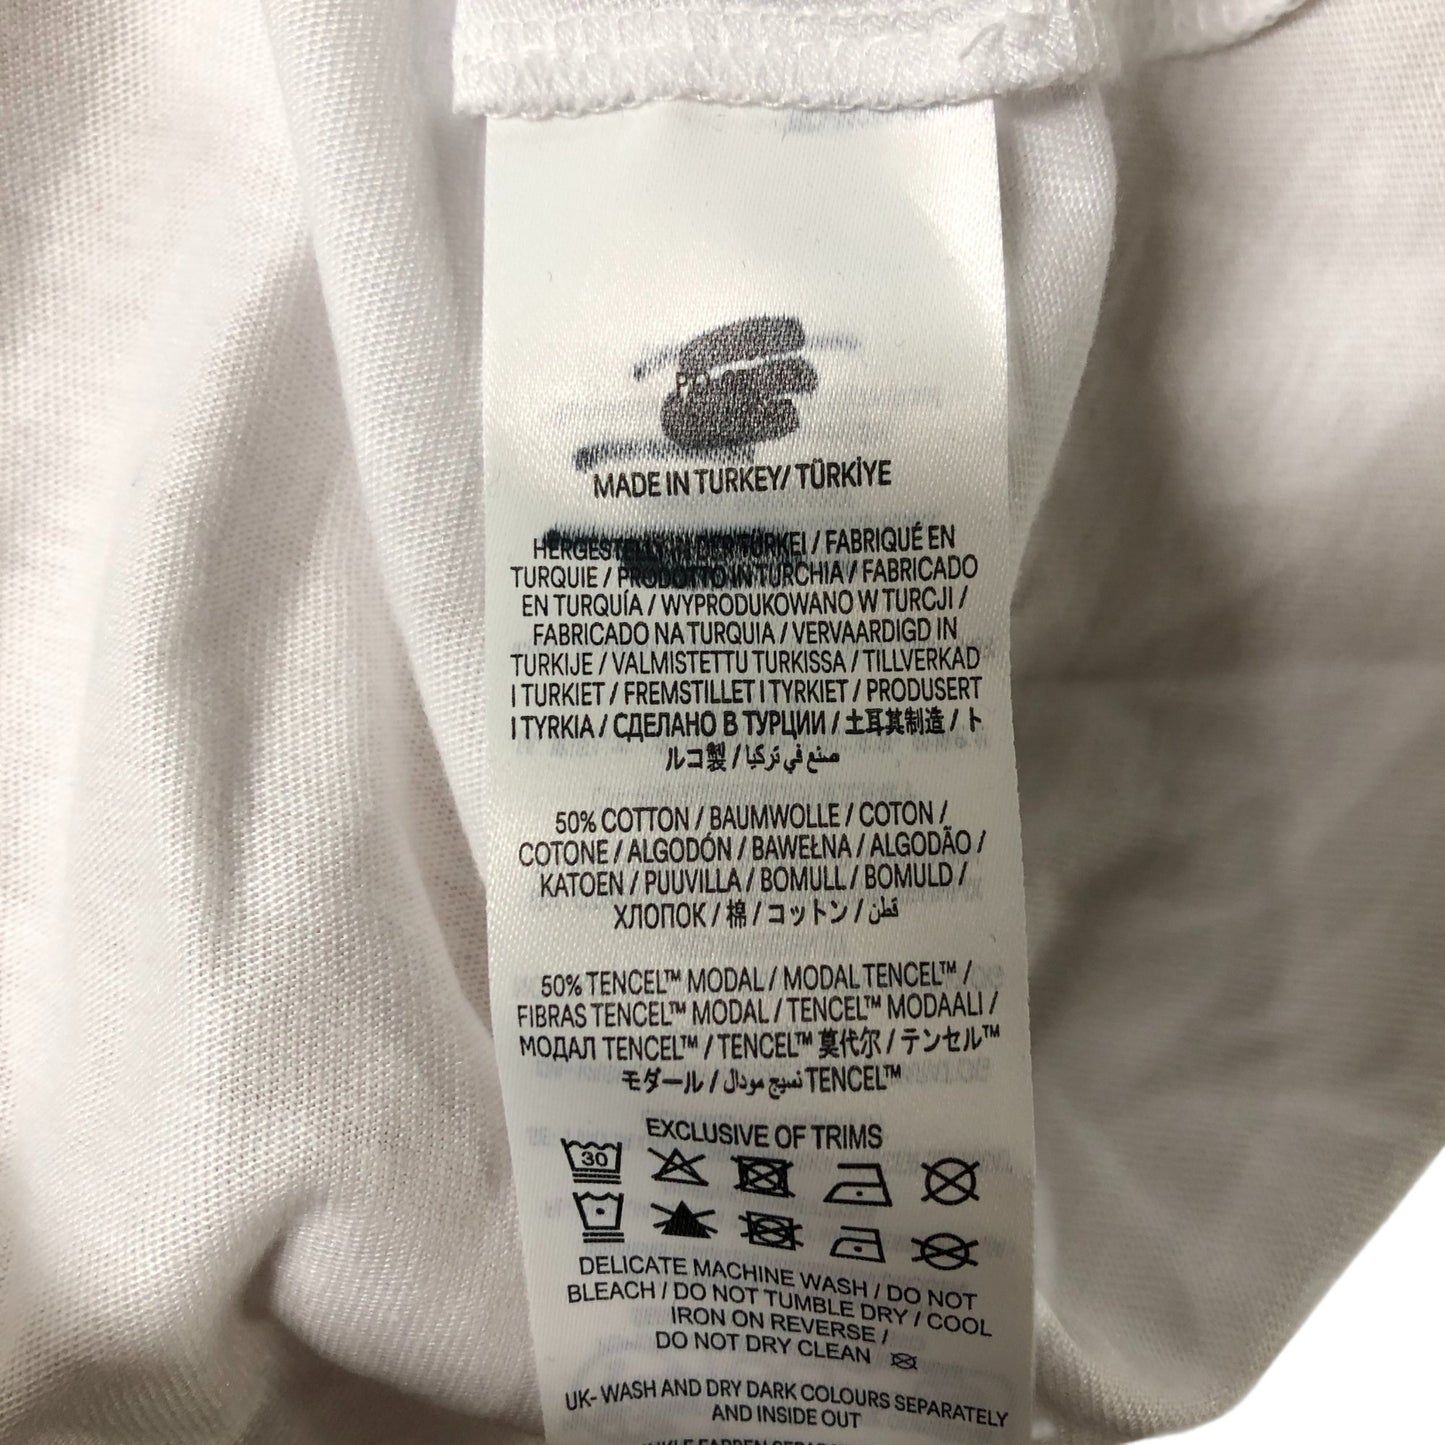 MADE IN TURKEY/ TÜRKİYE
HERGESTELLT IN DER TÜRKEI / FABRIQUÉ EN
TURQUIE / PRODOTTO IN TURCHIA / FABRICADO
EN TURQUÍA / WYPRODUKOWANO W TURCJI /
FABRICADO NA TURQUIA / VERVAARDIGD IN
TURKIJE / VALMISTETTU TURKISSA / TILLVERKAD
I TURKIET / FREMSTILLET I TYRKIET / PRODUSERT
I TYRKIA / СДЕЛАНО В ТУРЦИИ / 土耳其制造 / ト
ルコ製 / صنع في تركيا
50% COTTON / BAUMWOLLE / COTON /
COTONE / ALGODÓN / BAWEŁNA / ALGODÃO /
KATOEN / PUUVILLA / BOMULL / BOMULD /
ХЛОПОК / 棉 / コットン / قطن
50% TENCEL™ MODAL / MODAL TENCEL™ /
FIBRAS TENCEL™ MODAL / TENCEL™ MODAALI /
МОДАЛ TENCEL™ / TENCEL™ 莫代尔 / テンセル™
モダール / نسيج مودال TENCEL™
EXCLUSIVE OF TRIMS
30
DELICATE MACHINE WASH / DO NOT
BLEACH / DO NOT TUMBLE DRY / COOL
IRON ON REVERSE /
DO NOT DRY CLEAN
UK- WASH AND DRY DARK COLOURS SEPARATELY
AND INSIDE OUT